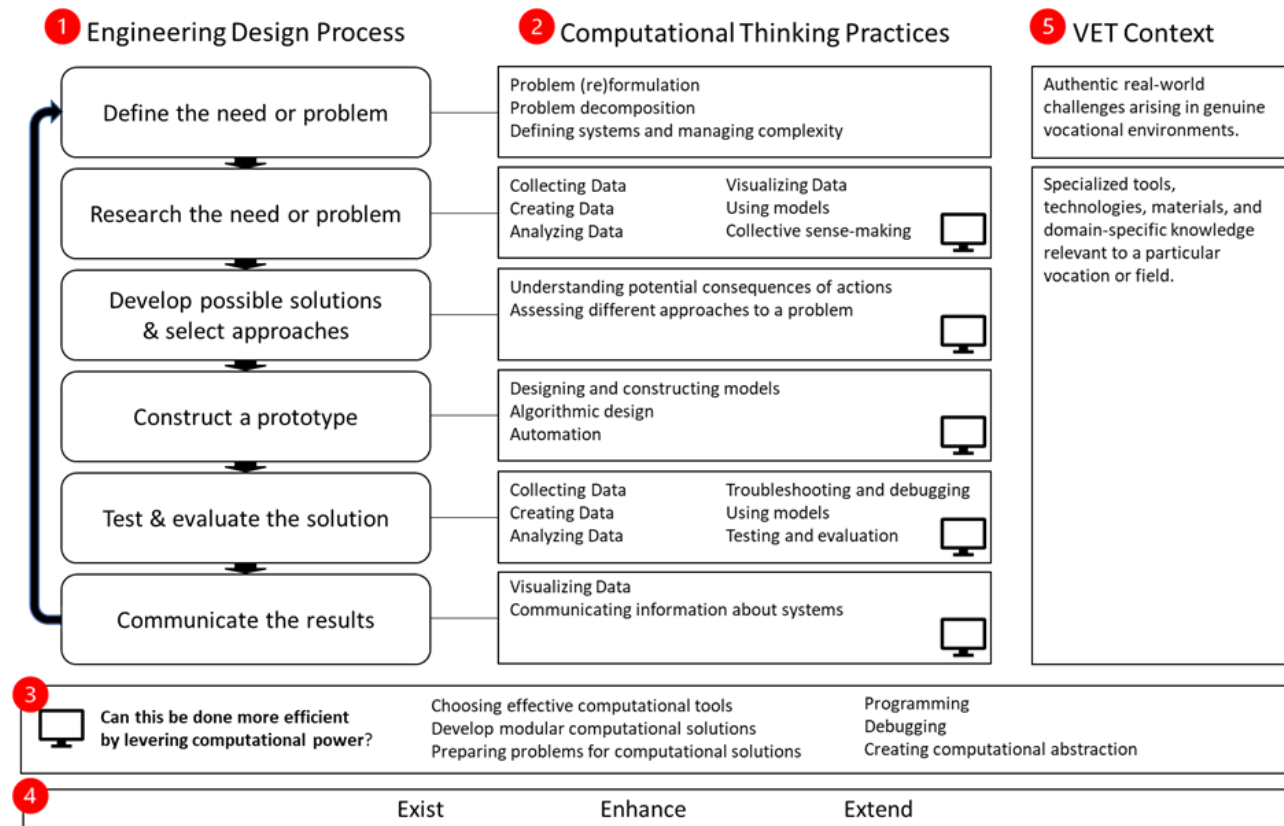 1 Engineering Design Process
2 Computational Thinking Practices
5 VET Context
Define the need or problem
Problem (re)formulation
Problem decomposition
Defining systems and managing complexity
Authentic real-world
challenges arising in genuine
vocational environments.
Research the need or problem
Collecting Data
Creating Data
Analyzing Data
Visualizing Data
Using models
Collective sense-making
Specialized tools,
technologies, materials, and
domain-specific knowledge
relevant to a particular
vocation or field.
Develop possible solutions
& select approaches
Understanding potential consequences of actions
Assessing different approaches to a problem
Construct a prototype
Designing and constructing models
Algorithmic design
Automation
Test & evaluate the solution
Collecting Data
Creating Data
Analyzing Data
Troubleshooting and debugging
Using models
Testing and evaluation
Communicate the results
Visualizing Data
Communicating information about systems
3
Can this be done more efficient
by levering computational power?
Choosing effective computational tools
Develop modular computational solutions
Preparing problems for computational solutions
Programming
Debugging
Creating computational abstraction
4
Exist
Enhance
Extend